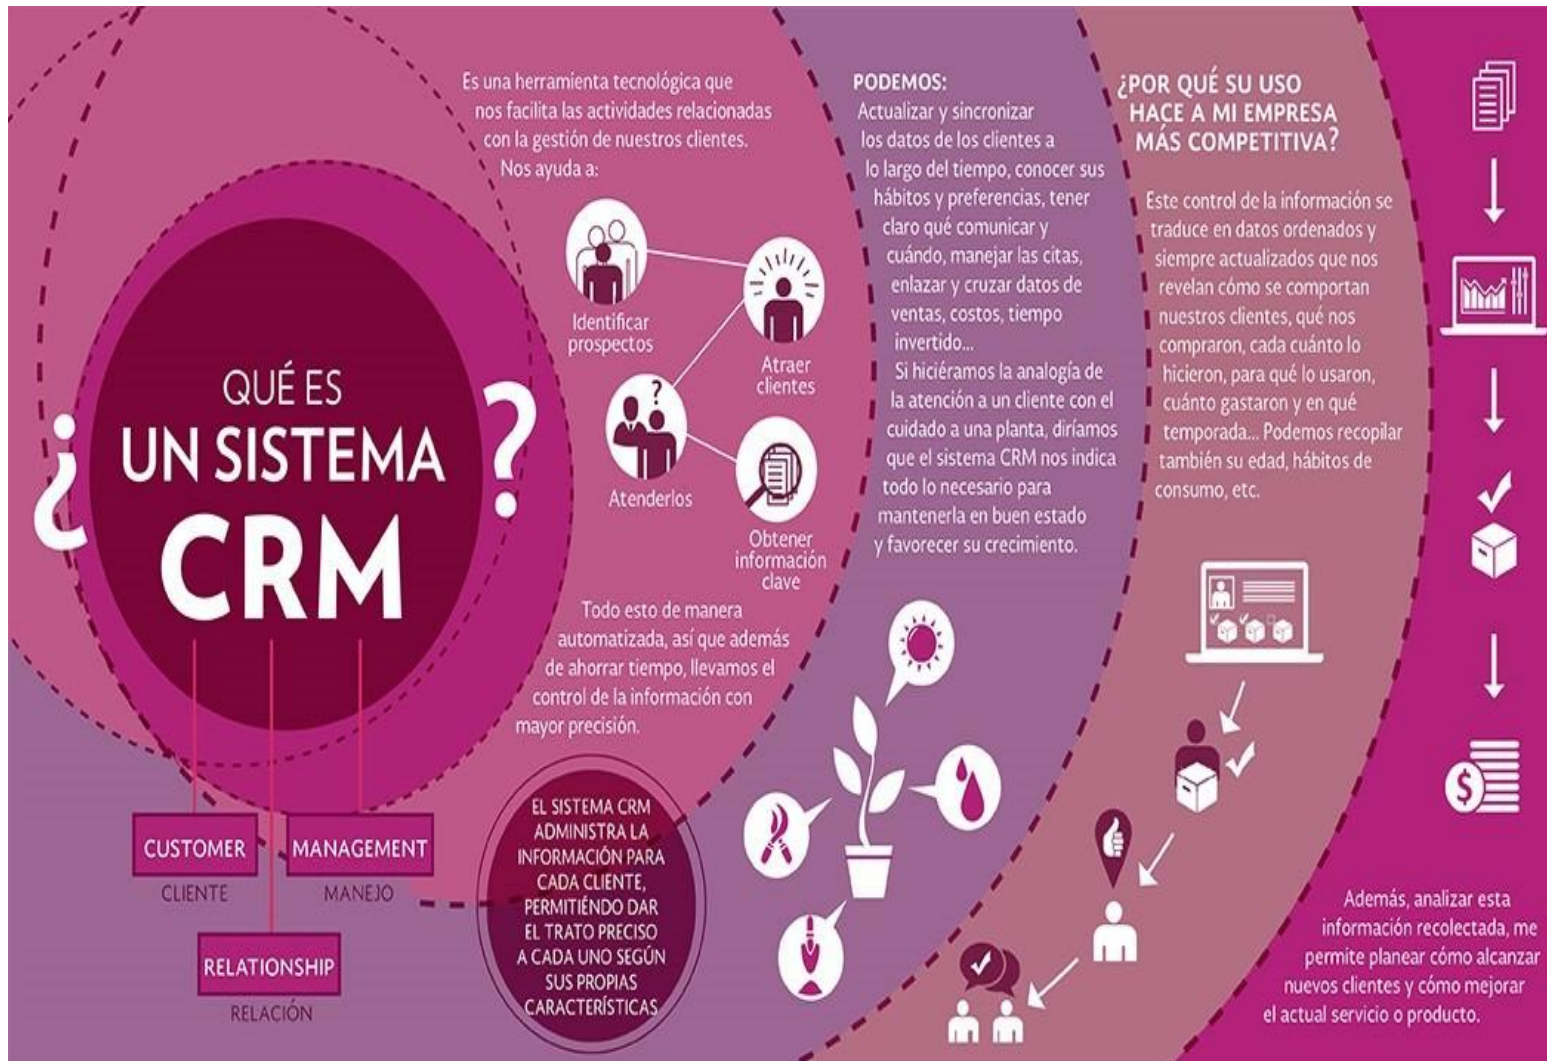 ¿
QUÉ ES
UN SISTEMA
CRM
?
CUSTOMER
CLIENTE
MANAGEMENT
MANEJO
RELATIONSHIP
RELACIÓN
Es una herramienta tecnológica que
nos facilita las actividades relacionadas
con la gestión de nuestros clientes.
Nos ayuda a:
Identificar
prospectos
Atraer
clientes
?
Atenderlos
Obtener
información
clave
Todo esto de manera
automatizada, así que además
de ahorrar tiempo, llevamos el
control de la información con
mayor precisión.
EL SISTEMA CRM
ADMINISTRA LA
INFORMACIÓN PARA
CADA CLIENTE,
PERMITIÉNDO DAR
EL TRATO PRECISO
A CADA UNO SEGÚN
SUS PROPIAS
CARACTERÍSTICAS
PODEMOS:
Actualizar y sincronizar
los datos de los clientes a
lo largo del tiempo, conocer sus
hábitos y preferencias, tener
claro qué comunicar y
cuándo, manejar las citas,
enlazar y cruzar datos de
ventas, costos, tiempo
invertido...
Si hiciéramos la analogía de
la atención a un cliente con el
cuidado a una planta, diríamos
que el sistema CRM nos indica
todo lo necesario para
mantenerla en buen estado
y favorecer su crecimiento.
¿POR QUÉ SU USO
HACE A MI EMPRESA
MÁS COMPETITIVA?
Este control de la información se
traduce en datos ordenados y
siempre actualizados que nos
revelan cómo se comportan
nuestros clientes, qué nos
compraron, cada cuánto lo
hicieron, para qué lo usaron,
cuánto gastaron y en qué
temporada... Podemos recopilar
también su edad, hábitos de
consumo, etc.
$
Además, analizar esta
información recolectada, me
permite planear cómo alcanzar
nuevos clientes y cómo mejorar
el actual servicio o producto.